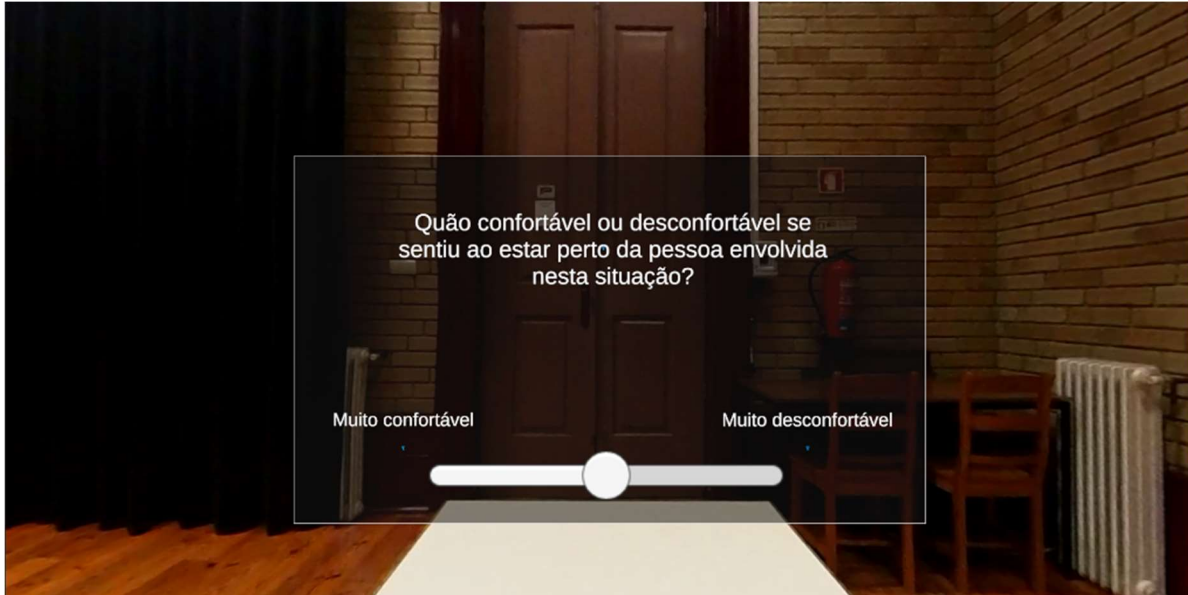 Quão confortável ou desconfortável se
sentiu ao estar perto da pessoa envolvida
nesta situação?
Muito confortável
Muito desconfortável